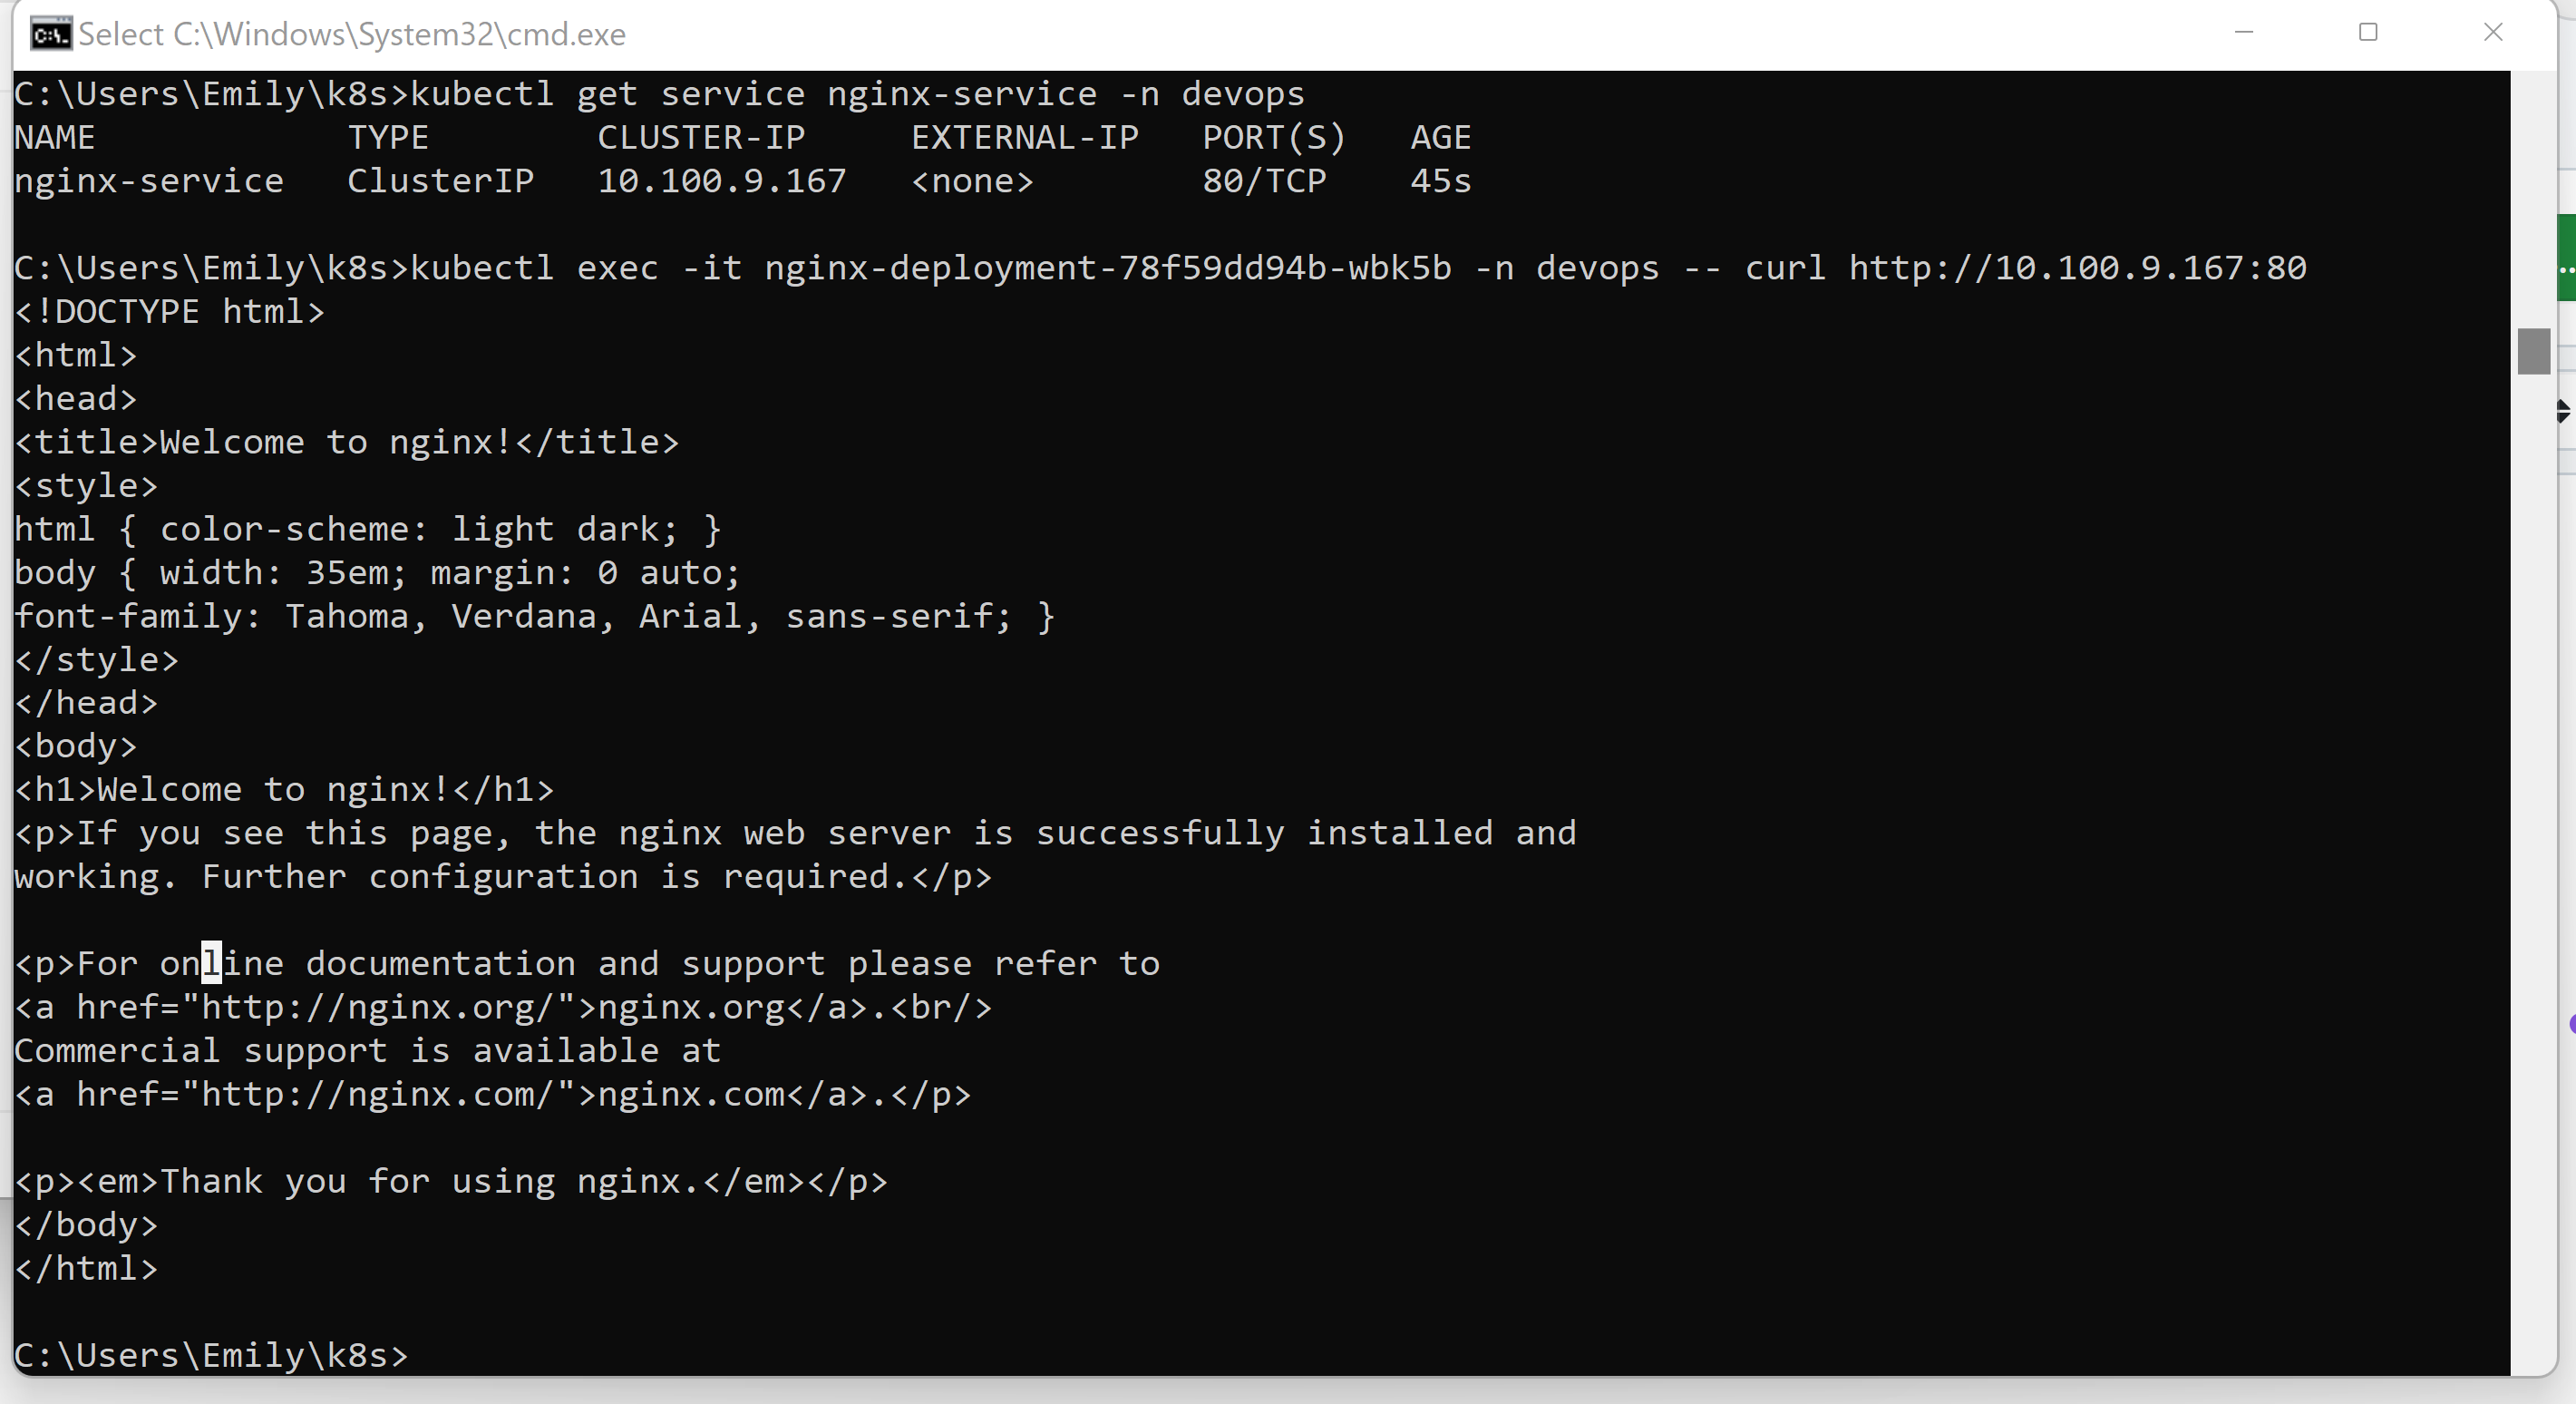 Select C:\Windows\System32\cmd.exe
C:\Users\Emily\k8s>kubectl get service nginx-service -n devops
NAME            TYPE        CLUSTER-IP     EXTERNAL-IP   PORT(S)   AGE
nginx-service   ClusterIP   10.100.9.167   <none>        80/TCP    45s
C:\Users\Emily\k8s>kubectl exec -it nginx-deployment-78f59dd94b-wbk5b -n devops -- curl http://10.100.9.167:80
<!DOCTYPE html>
<html>
<head>
<title>Welcome to nginx!</title>
<style>
html { color-scheme: light dark; }
body { width: 35em; margin: 0 auto;
font-family: Tahoma, Verdana, Arial, sans-serif; }
</style>
</head>
<body>
<h1>Welcome to nginx!</h1>
<p>If you see this page, the nginx web server is successfully installed and
working. Further configuration is required.</p>
<p>For online documentation and support please refer to
<a href="http://nginx.org/">nginx.org</a>.<br/>
Commercial support is available at
<a href="http://nginx.com/">nginx.com</a>.</p>
<p><em>Thank you for using nginx.</em></p>
</body>
</html>
C:\Users\Emily\k8s>